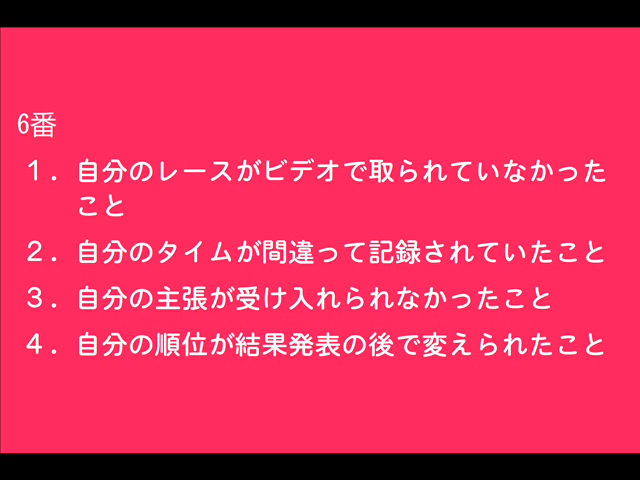 6番
１．自分のレースがビデオで取られていなかった
こと
２．自分のタイムが間違って記録されていたこと
３．自分の主張が受け入れられなかったこと
４．自分の順位が結果発表の後で変えられたこと